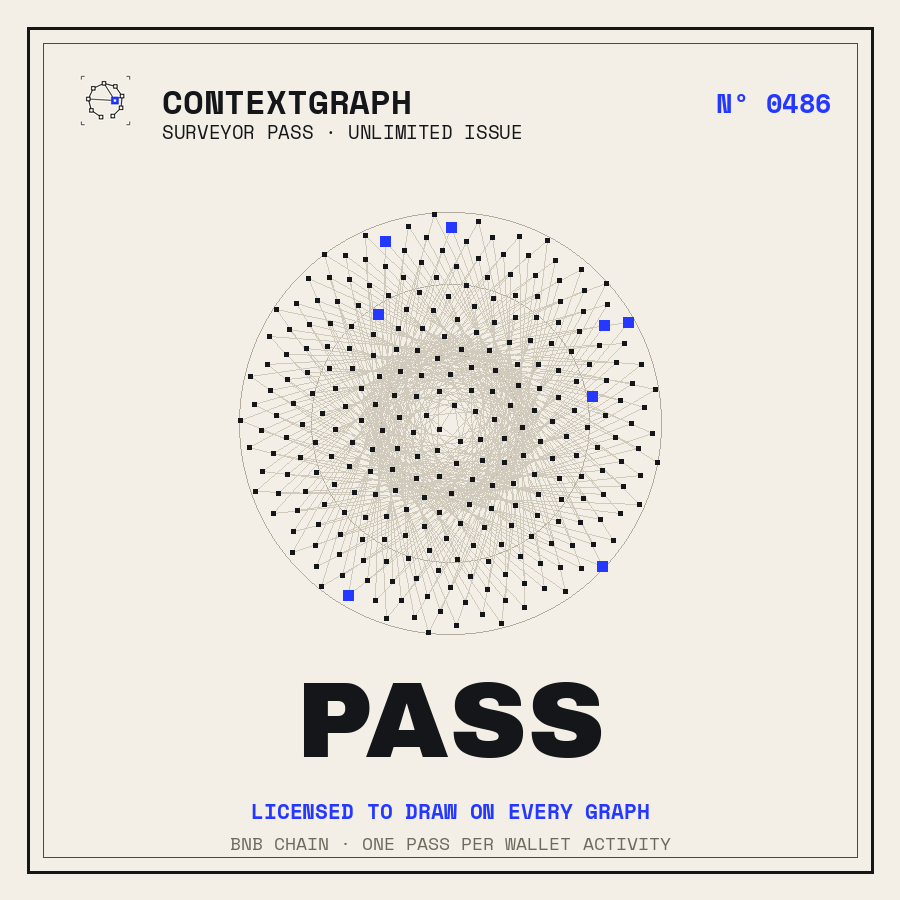 CONTEXTGRAPH
N° 0486
SURVEYOR PASS · UNLIMITED ISSUE
PASS
LICENSED TO DRAW ON EVERY GRAPH
BNB CHAIN · ONE PASS PER WALLET ACTIVITY